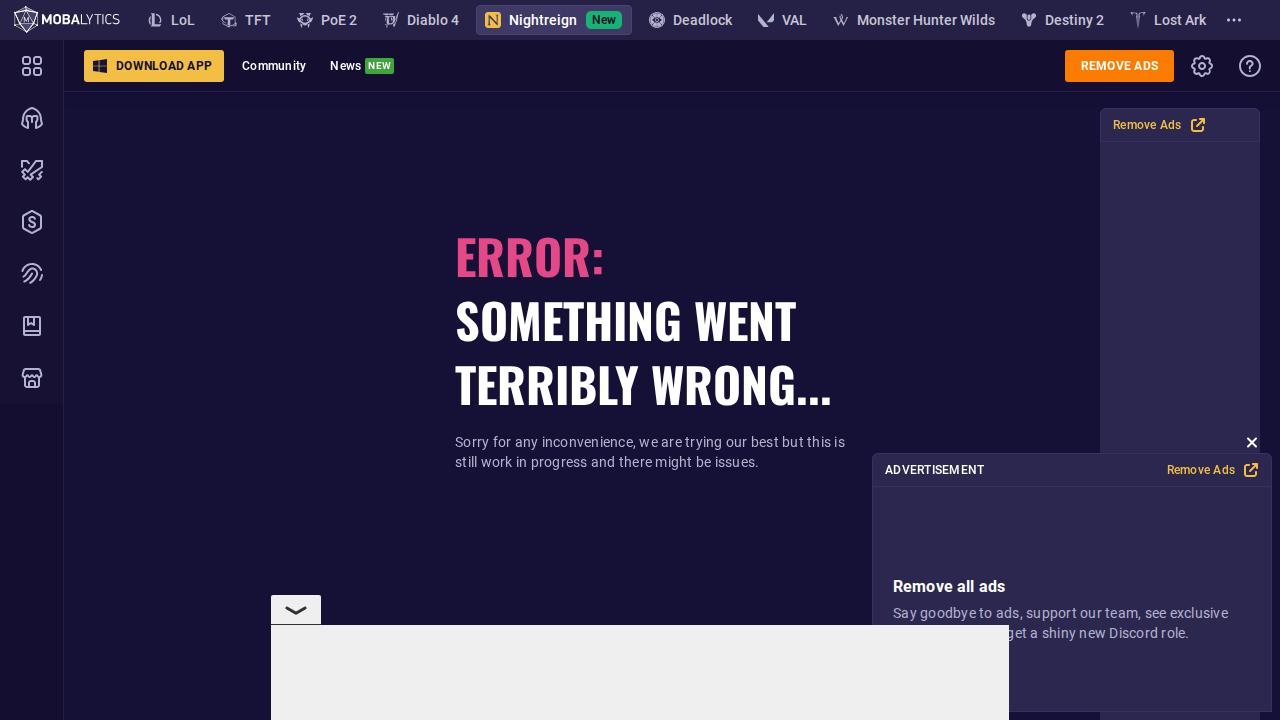 MOBALYTICS
LoL
TFT
PoE 2
Diablo 4
Nightreign New
Deadlock
VAL
Monster Hunter Wilds
Destiny 2
Lost Ark
DOWNLOAD APP
Community
News NEW
REMOVE ADS
Remove Ads
ERROR:
SOMETHING WENT
TERRIBLY WRONG...
Sorry for any inconvenience, we are trying our best but this is
still work in progress and there might be issues.
ADVERTISEMENT
Remove Ads
Remove all ads
Say goodbye to ads, support our team, see exclusive
get a shiny new Discord role.